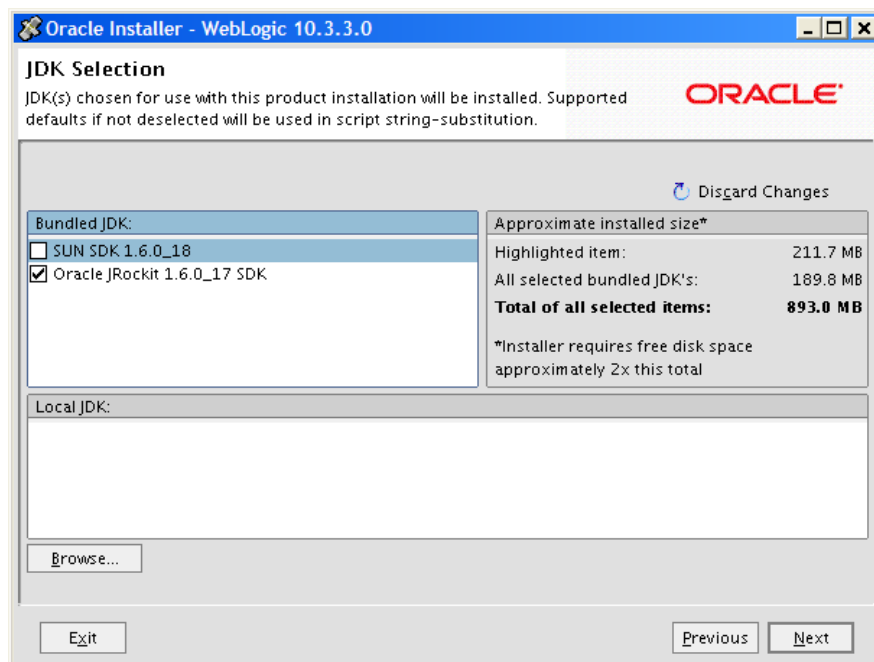 Oracle Installer - WebLogic 10.3.3.0
JDK Selection
JDK(s) chosen for use with this product installation will be installed. Supported
defaults if not deselected will be used in script string-substitution.
ORACLE
Discard Changes
Bundled JDK:
SUN SDK 1.6.0_18
Oracle JRockit 1.6.0_17 SDK
Approximate installed size*
Highlighted item: 211.7 MB
All selected bundled JDK's: 189.8 MB
Total of all selected items: 893.0 MB
*Installer requires free disk space
approximately 2x this total
Local JDK:
Browse...
Exit
Previous
Next